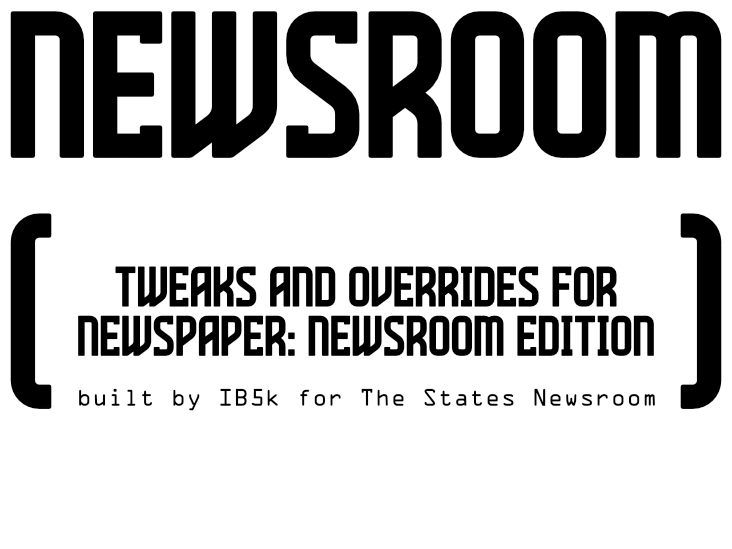 NEWSROOM
TWEAKS AND OVERRIDES FOR
NEWSPAPER: NEWSROOM EDITION
built by IB5k for The States Newsroom